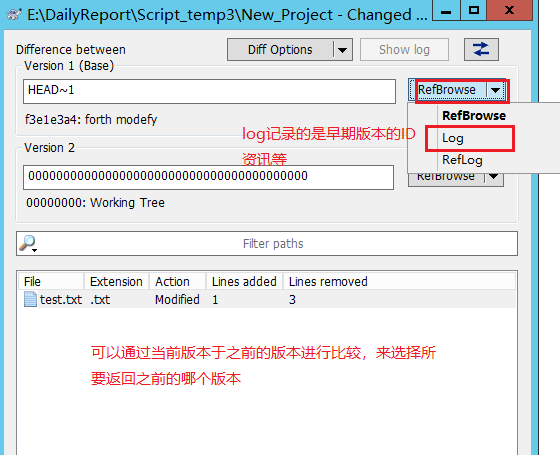 E:\DailyReport\Script_temp3\New_Project - Changed ...
Difference between
Diff Options
Show log
Version 1 (Base)
HEAD~1
RefBrowse
f3e1e3a4: forth modefy
RefBrowse
Log
RefLog
log记录的是早期版本的ID
资讯等
Version 2
0000000000000000000000000000000000000000
RefBrowse
00000000: Working Tree
Filter paths
File Extension Action Lines added Lines removed
test.txt .txt Modified 1 3
可以通过当前版本于之前的版本进行比较，来选择所
要返回之前的哪个版本